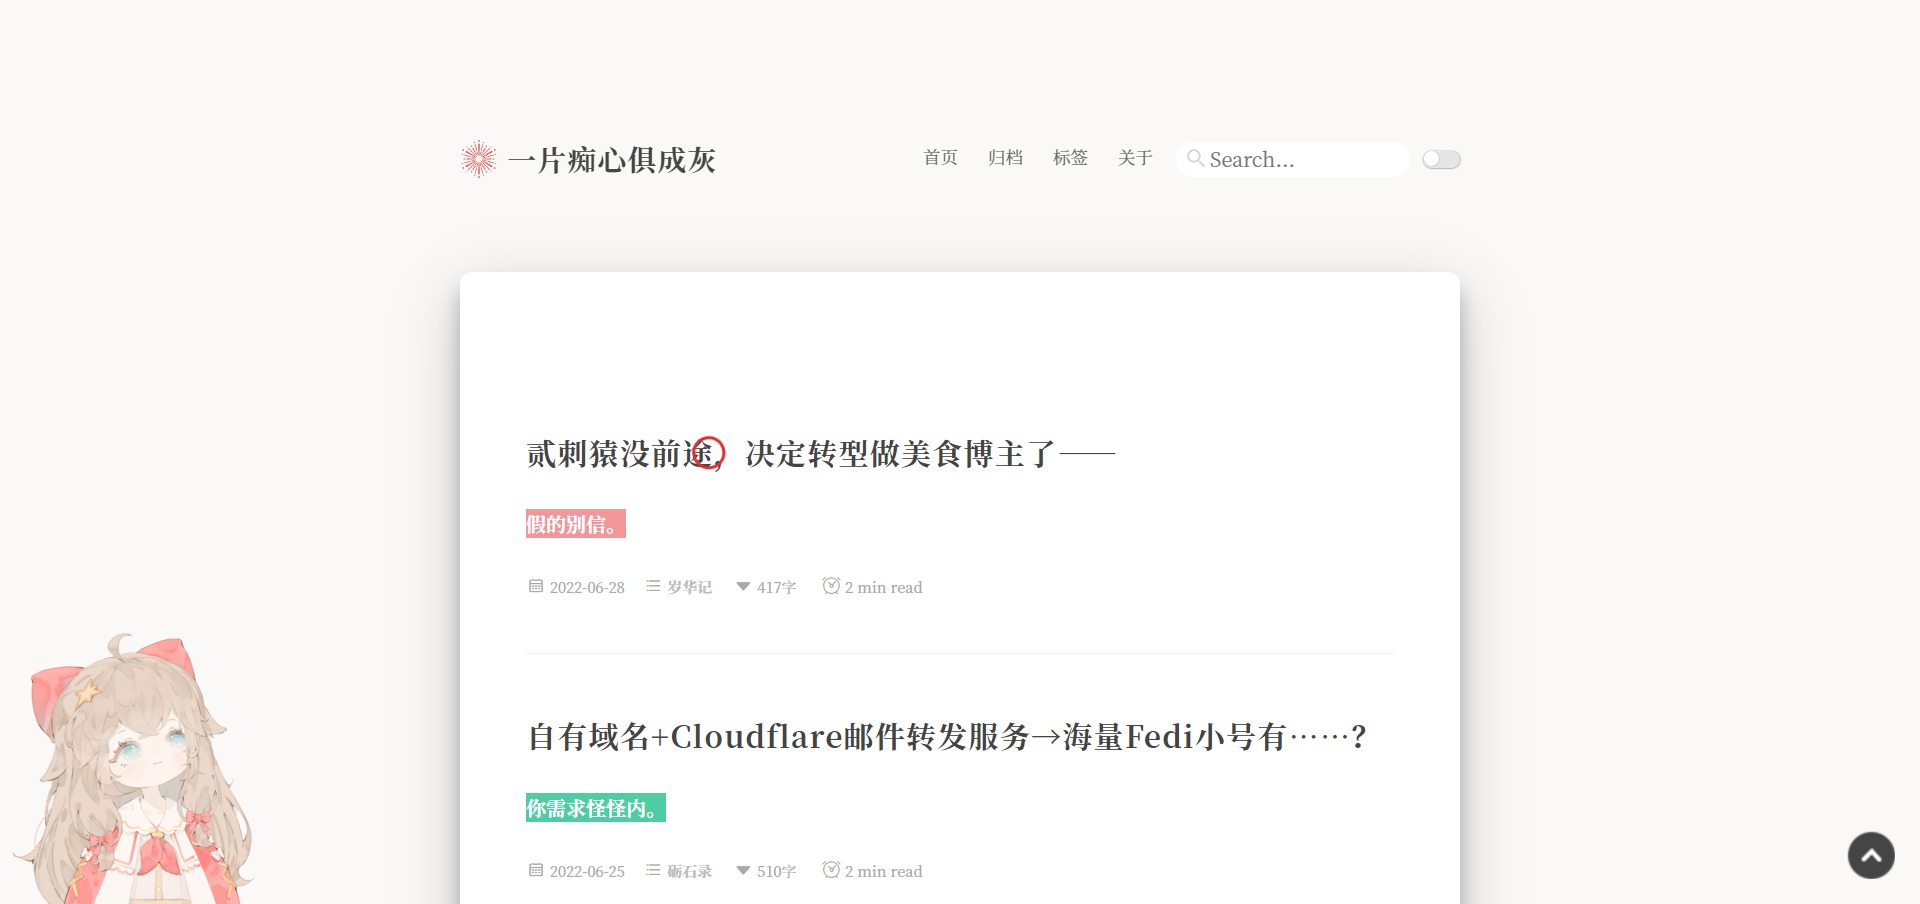 一片痴心俱成灰
首页 归档 标签 关于 Search...
贰刺猿没前途，决定转型做美食博主了——
假的别信。
2022-06-28 岁华记 417字 2 min read
自有域名+Cloudflare邮件转发服务→海量Fedi小号有……？
你需求怪怪内。
2022-06-25 砺石录 510字 2 min read